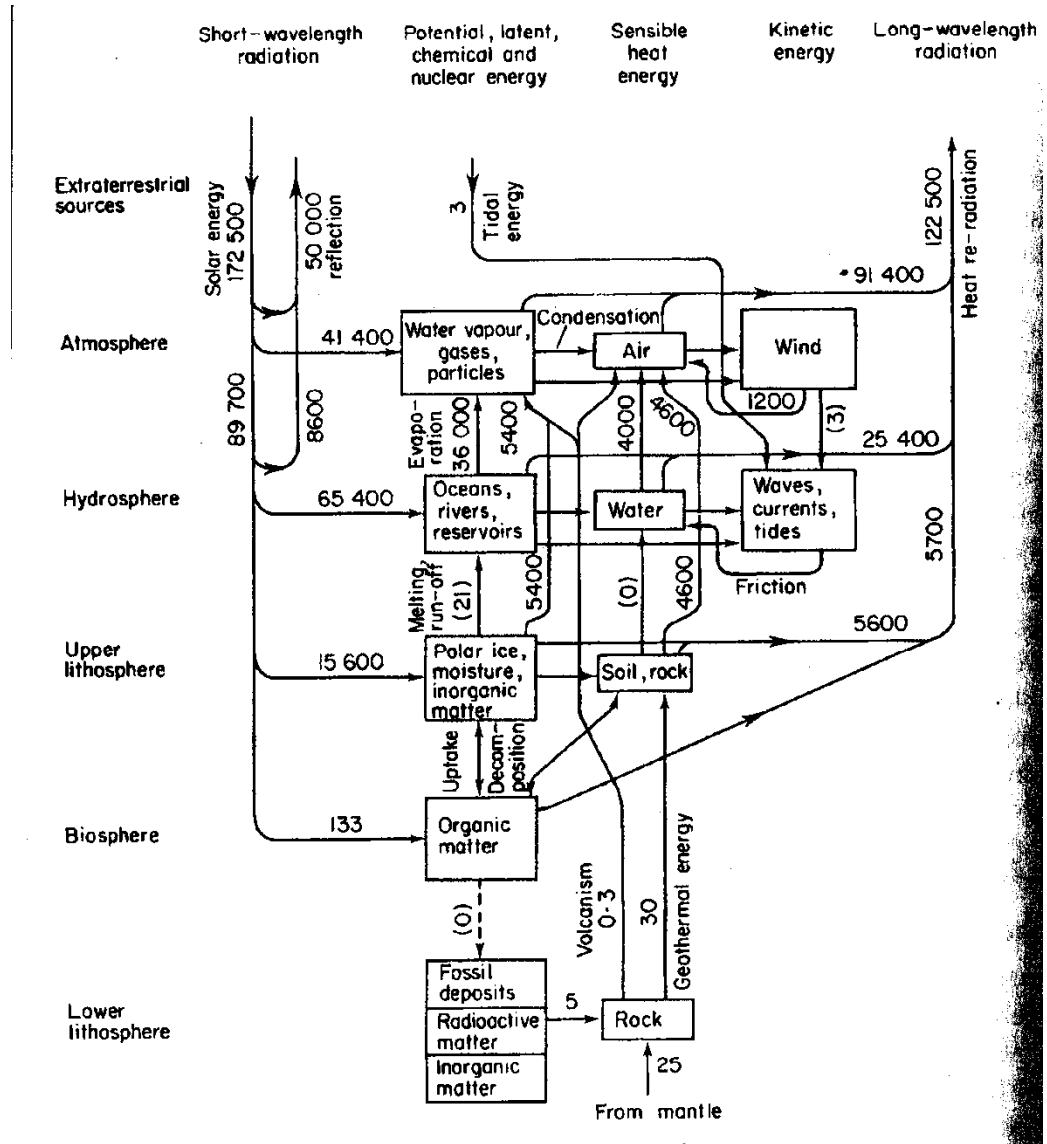 Short-wavelength
radiation
Potential, latent,
chemical and
nuclear energy
Sensible
heat
energy
Kinetic
energy
Long-wavelength
radiation
Extraterrestrial
sources
Solar energy
172 500
50 000
reflection
3
Tidal
energy
122 500
Heat re-radiation
91 400
Atmosphere
41 400
Water vapour,
gases,
particles
Condensation
Air
Wind
89 700
8600
Evapo-
ration
36 000
5400
4000
4600
1200
(3)
25 400
Hydrosphere
65 400
Oceans,
rivers,
reservoirs
Water
Waves,
currents,
tides
5700
Melting,
run-off
(21)
5400
(0)
4600
Friction
Upper
lithosphere
15 600
Polar ice,
moisture,
inorganic
matter
Soil, rock
5600
Uptake
Decom-
position
Biosphere
133
Organic
matter
(0)
Volcanism
0·3
30
Geothermal energy
Lower
lithosphere
Fossil
deposits
Radioactive
matter
Inorganic
matter
5
Rock
25
From mantle